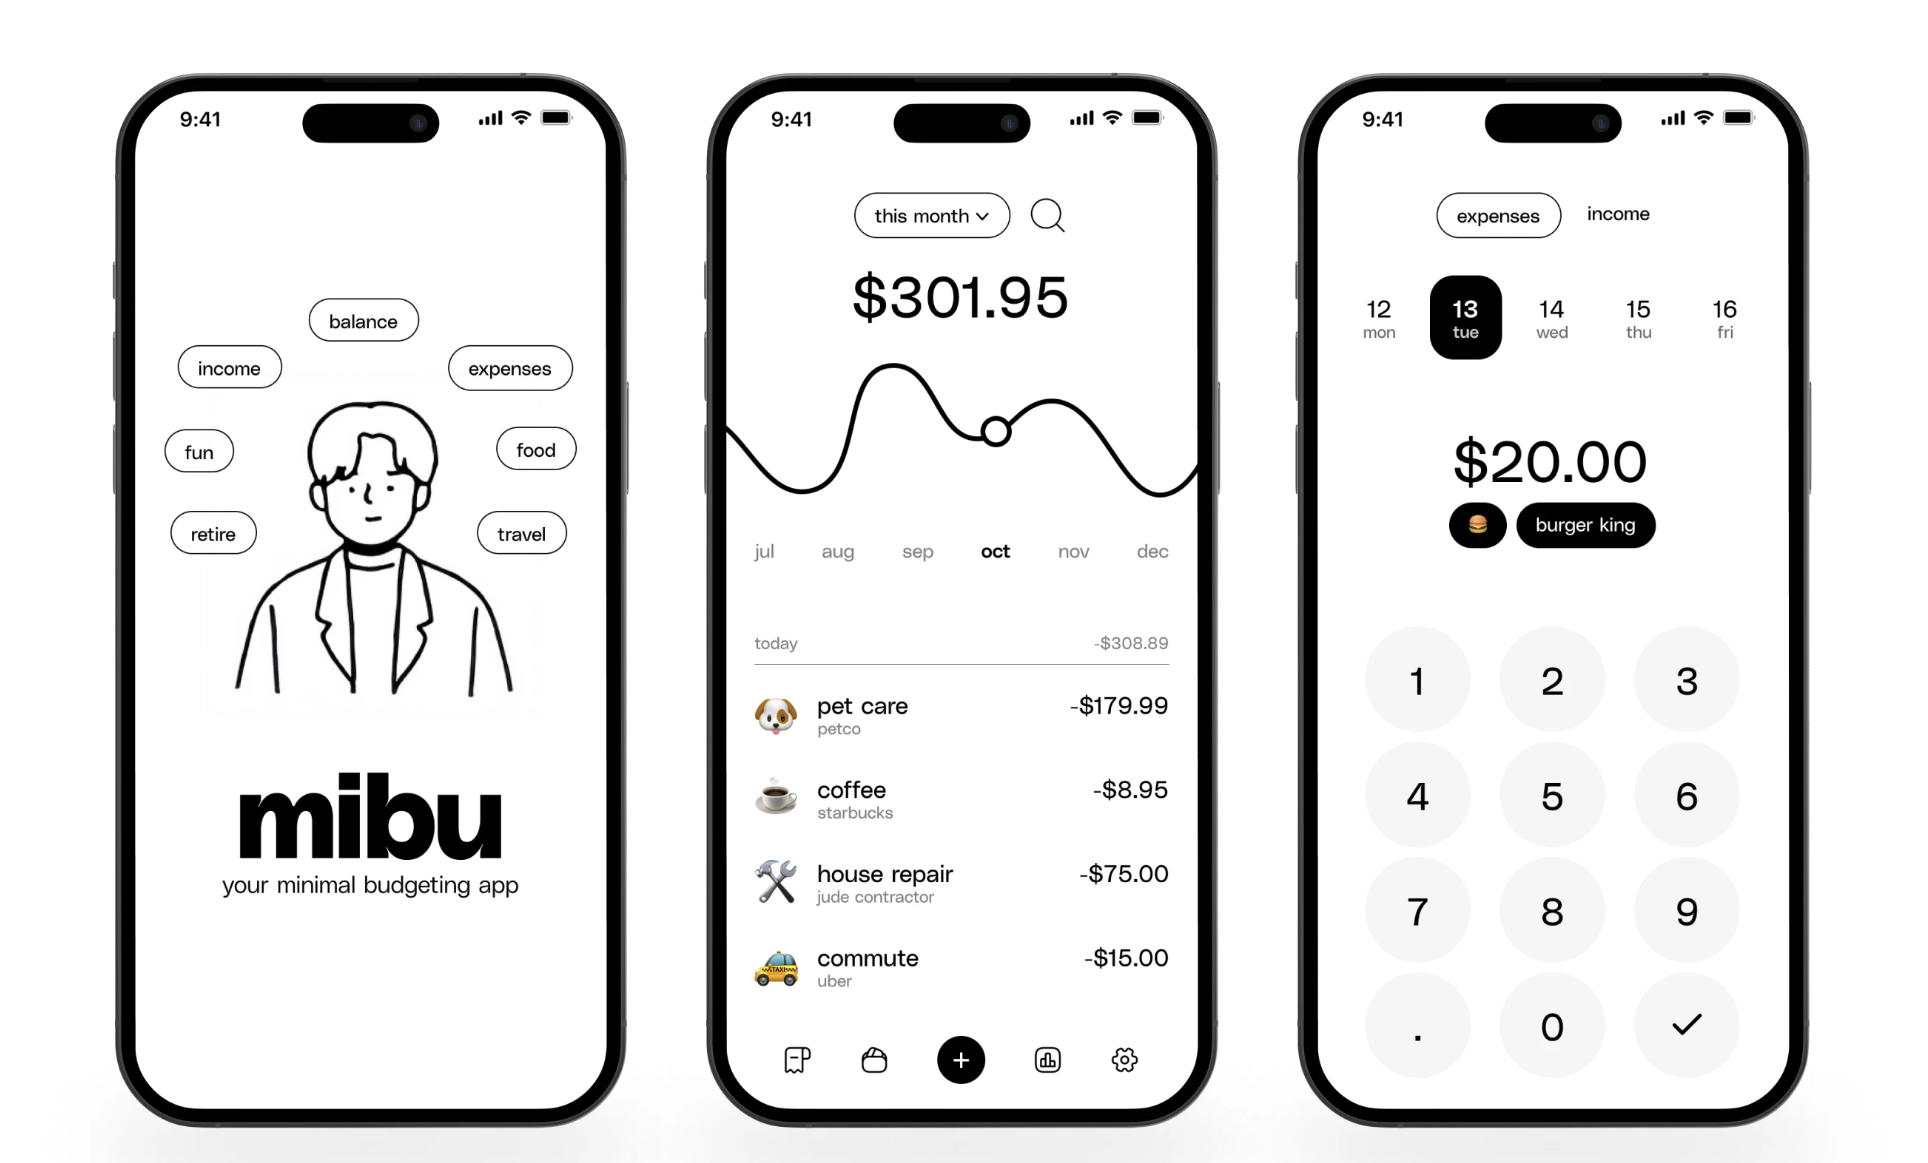 9:41
balance
income
expenses
fun
food
retire
travel
mibu
your minimal budgeting app
9:41
this month
$301.95
jul aug sep oct nov dec
today -$308.89
pet care -$179.99
petco
coffee -$8.95
starbucks
house repair -$75.00
jude contractor
TAXI
commute -$15.00
uber
9:41
expenses income
12 13 14 15 16
mon tue wed thu fri
$20.00
burger king
1 2 3
4 5 6
7 8 9
. 0